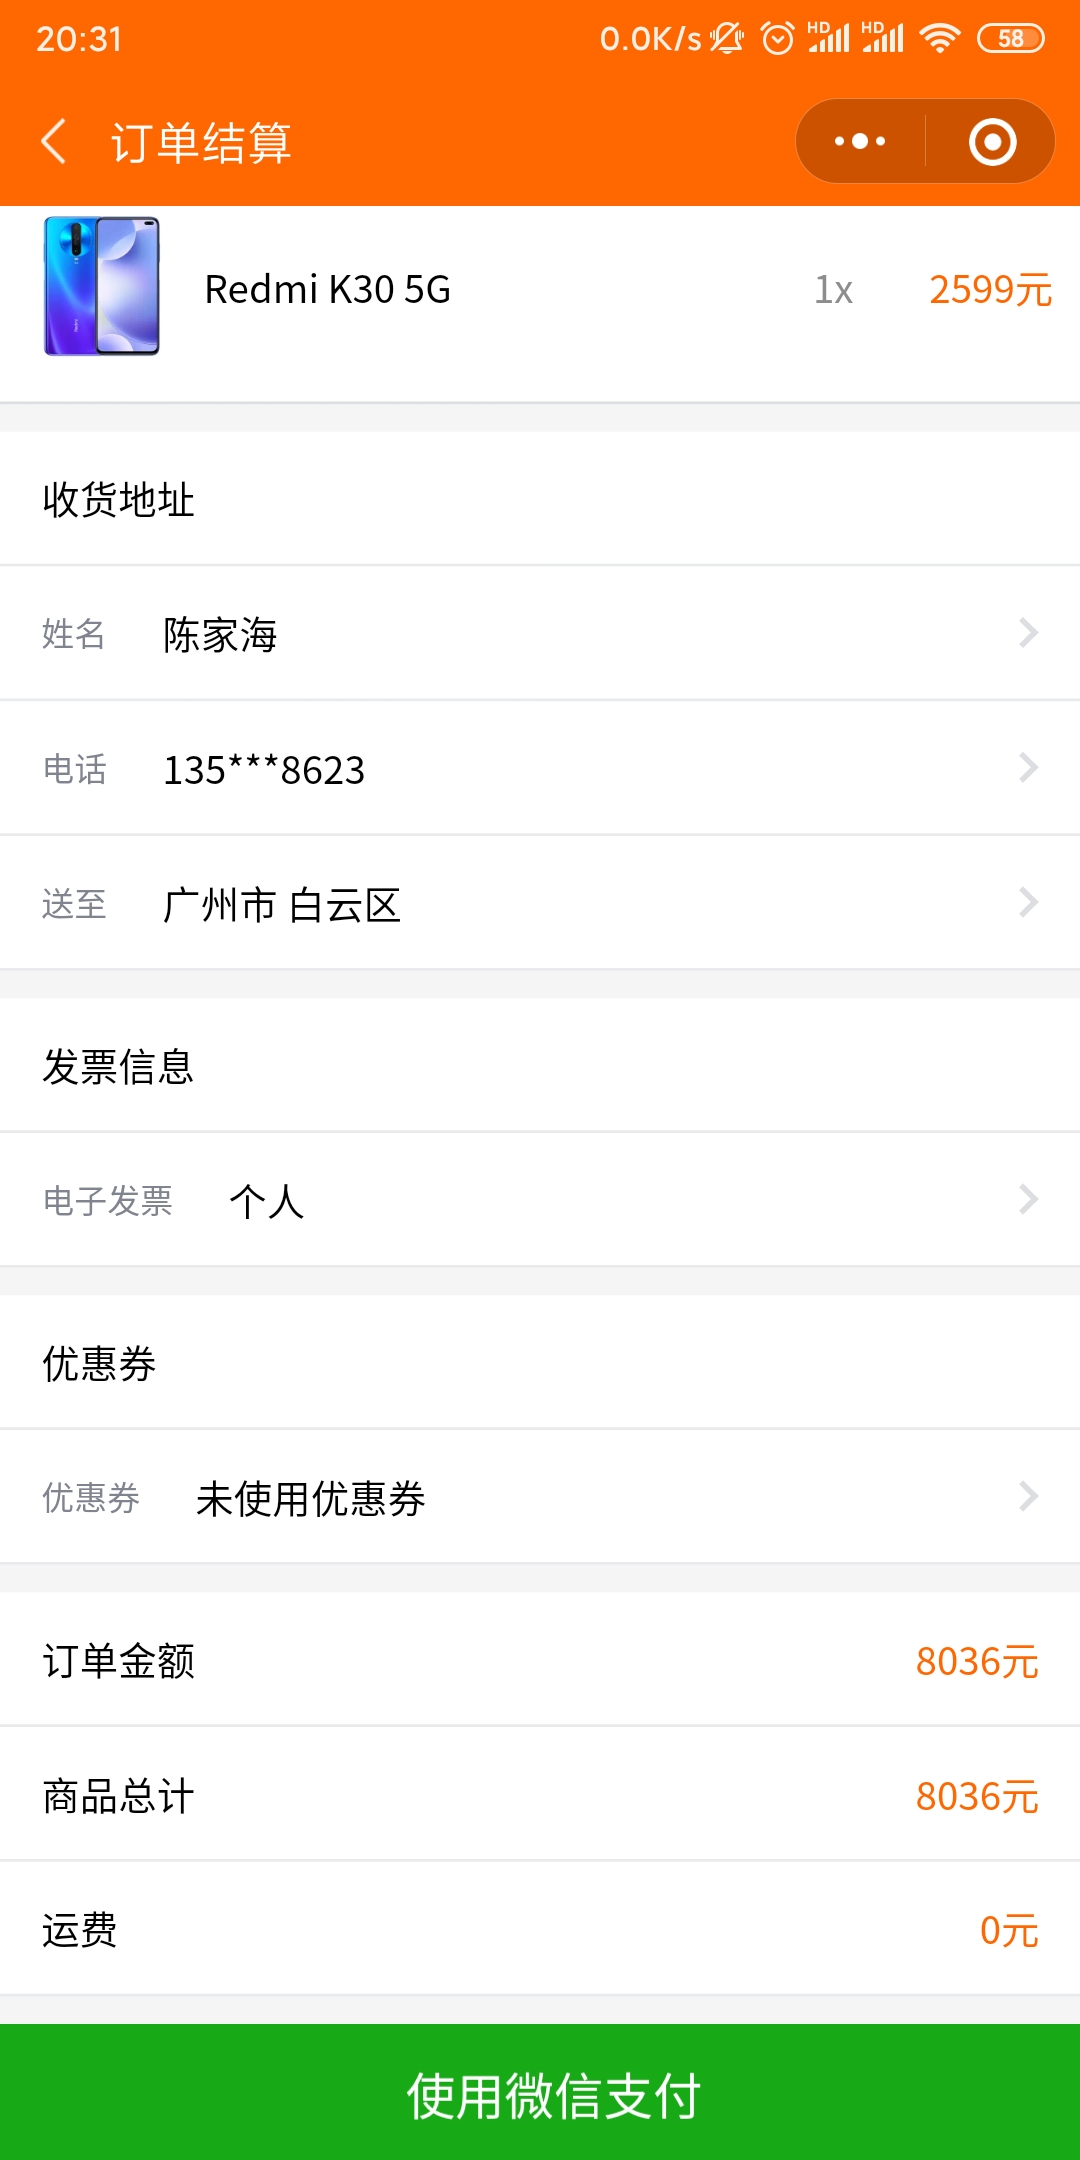 20:31 0.0K/s HD HD 58
订单结算
Redmi K30 5G 1x 2599元
收货地址
姓名 陈家海
电话 135***8623
送至 广州市 白云区
发票信息
电子发票 个人
优惠券
优惠券 未使用优惠券
订单金额 8036元
商品总计 8036元
运费 0元
使用微信支付